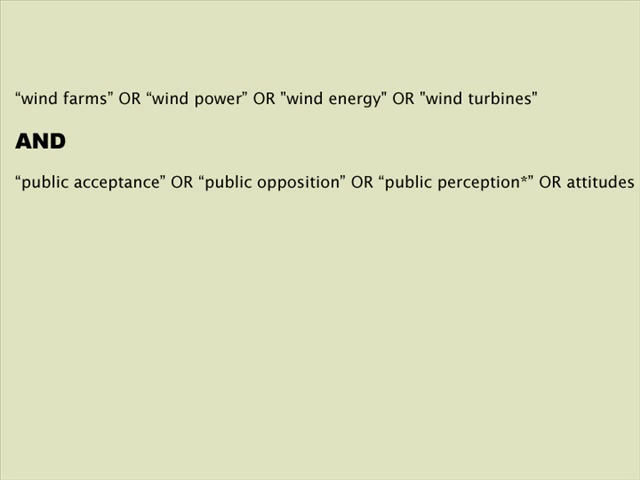 “wind farms” OR “wind power” OR "wind energy" OR "wind turbines"
AND
“public acceptance” OR “public opposition” OR “public perception*” OR attitudes